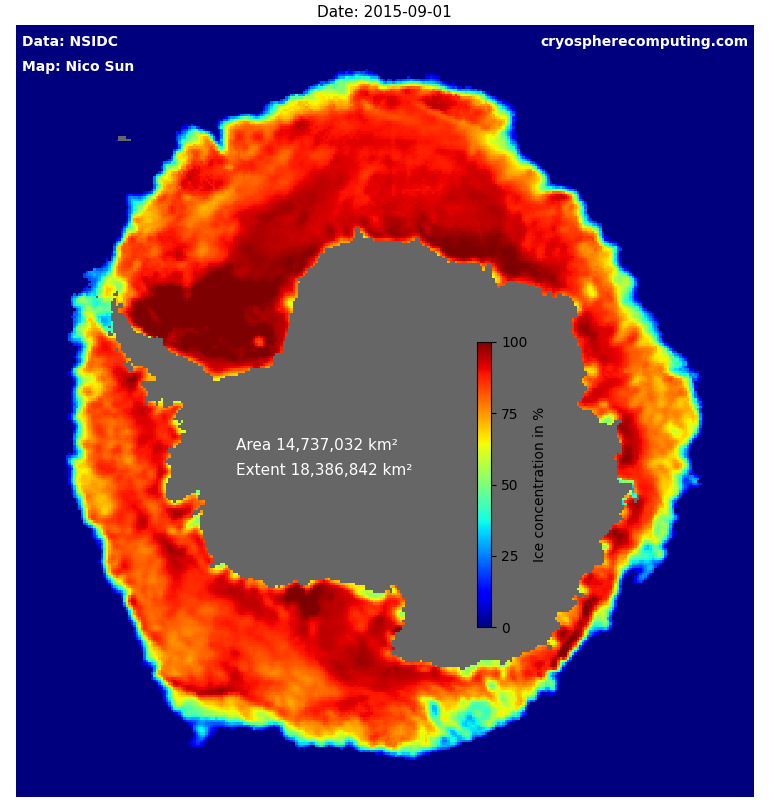 Date: 2015-09-01
Data: NSIDC
cryospherecomputing.com
Map: Nico Sun
Area 14,737,032 km²
Extent 18,386,842 km²
100
75
50
25
0
Ice concentration in %